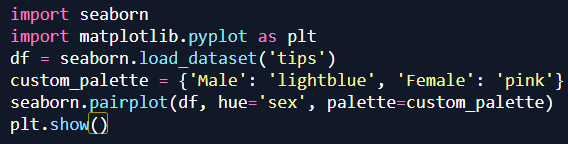 import seaborn
import matplotlib.pyplot as plt
df = seaborn.load_dataset('tips')
custom_palette = {'Male': 'lightblue', 'Female': 'pink'}
seaborn.pairplot(df, hue='sex', palette=custom_palette)
plt.show()